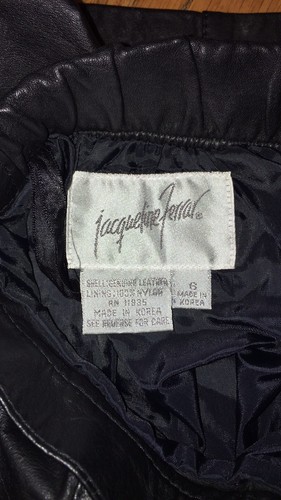 jacqueline Ferrar®
SHELL: GENUINE LEATHER
LINING: 100% NYLON
RN 11935
MADE IN KOREA
SEE REVERSE FOR CARE
6
MADE IN
KOREA